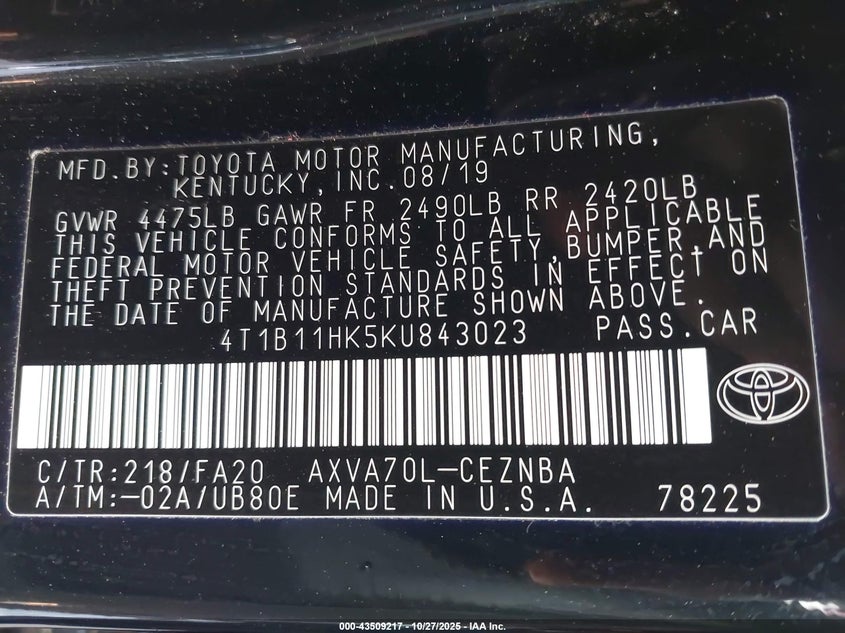 MFD.BY:TOYOTA MOTOR MANUFACTURING,
KENTUCKY,INC.08/19
GVWR 4475LB GAWR FR 2490LB RR 2420LB
THIS VEHICLE CONFORMS TO ALL APPLICABLE
FEDERAL MOTOR VEHICLE SAFETY,BUMPER,AND
THEFT PREVENTION STANDARDS IN EFFECT ON
THE DATE OF MANUFACTURE SHOWN ABOVE.
4T1B11HK5KU843023 PASS.CAR
C/TR:218/FA20 AXVA70L-CEZNBA
A/TM:-02A/UB80E MADE IN U.S.A. 78225
000-43509217 - 10/27/2025 - IAA Inc.